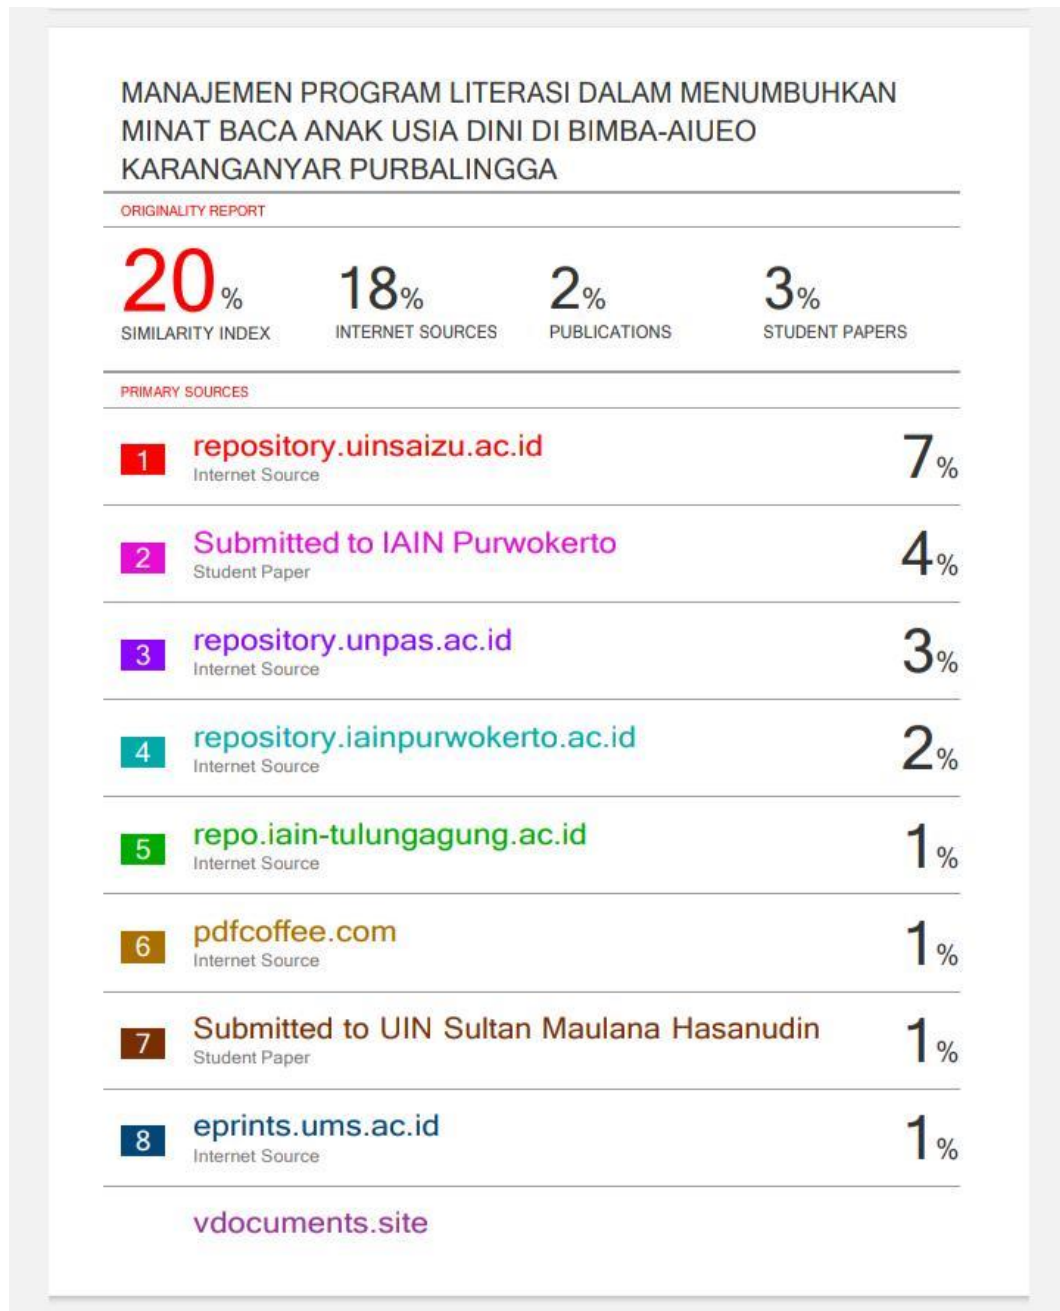 MANAJEMEN PROGRAM LITERASI DALAM MENUMBUHKAN
MINAT BACA ANAK USIA DINI DI BIMBA-AIUEO
KARANGANYAR PURBALINGGA
ORIGINALITY REPORT
20% 18% 2% 3%
SIMILARITY INDEX INTERNET SOURCES PUBLICATIONS STUDENT PAPERS
PRIMARY SOURCES
1 repository.uinsaizu.ac.id 7%
Internet Source
2 Submitted to IAIN Purwokerto 4%
Student Paper
3 repository.unpas.ac.id 3%
Internet Source
4 repository.iainpurwokerto.ac.id 2%
Internet Source
5 repo.iain-tulungagung.ac.id 1%
Internet Source
6 pdfcoffee.com 1%
Internet Source
7 Submitted to UIN Sultan Maulana Hasanudin 1%
Student Paper
8 eprints.ums.ac.id 1%
Internet Source
vdocuments.site